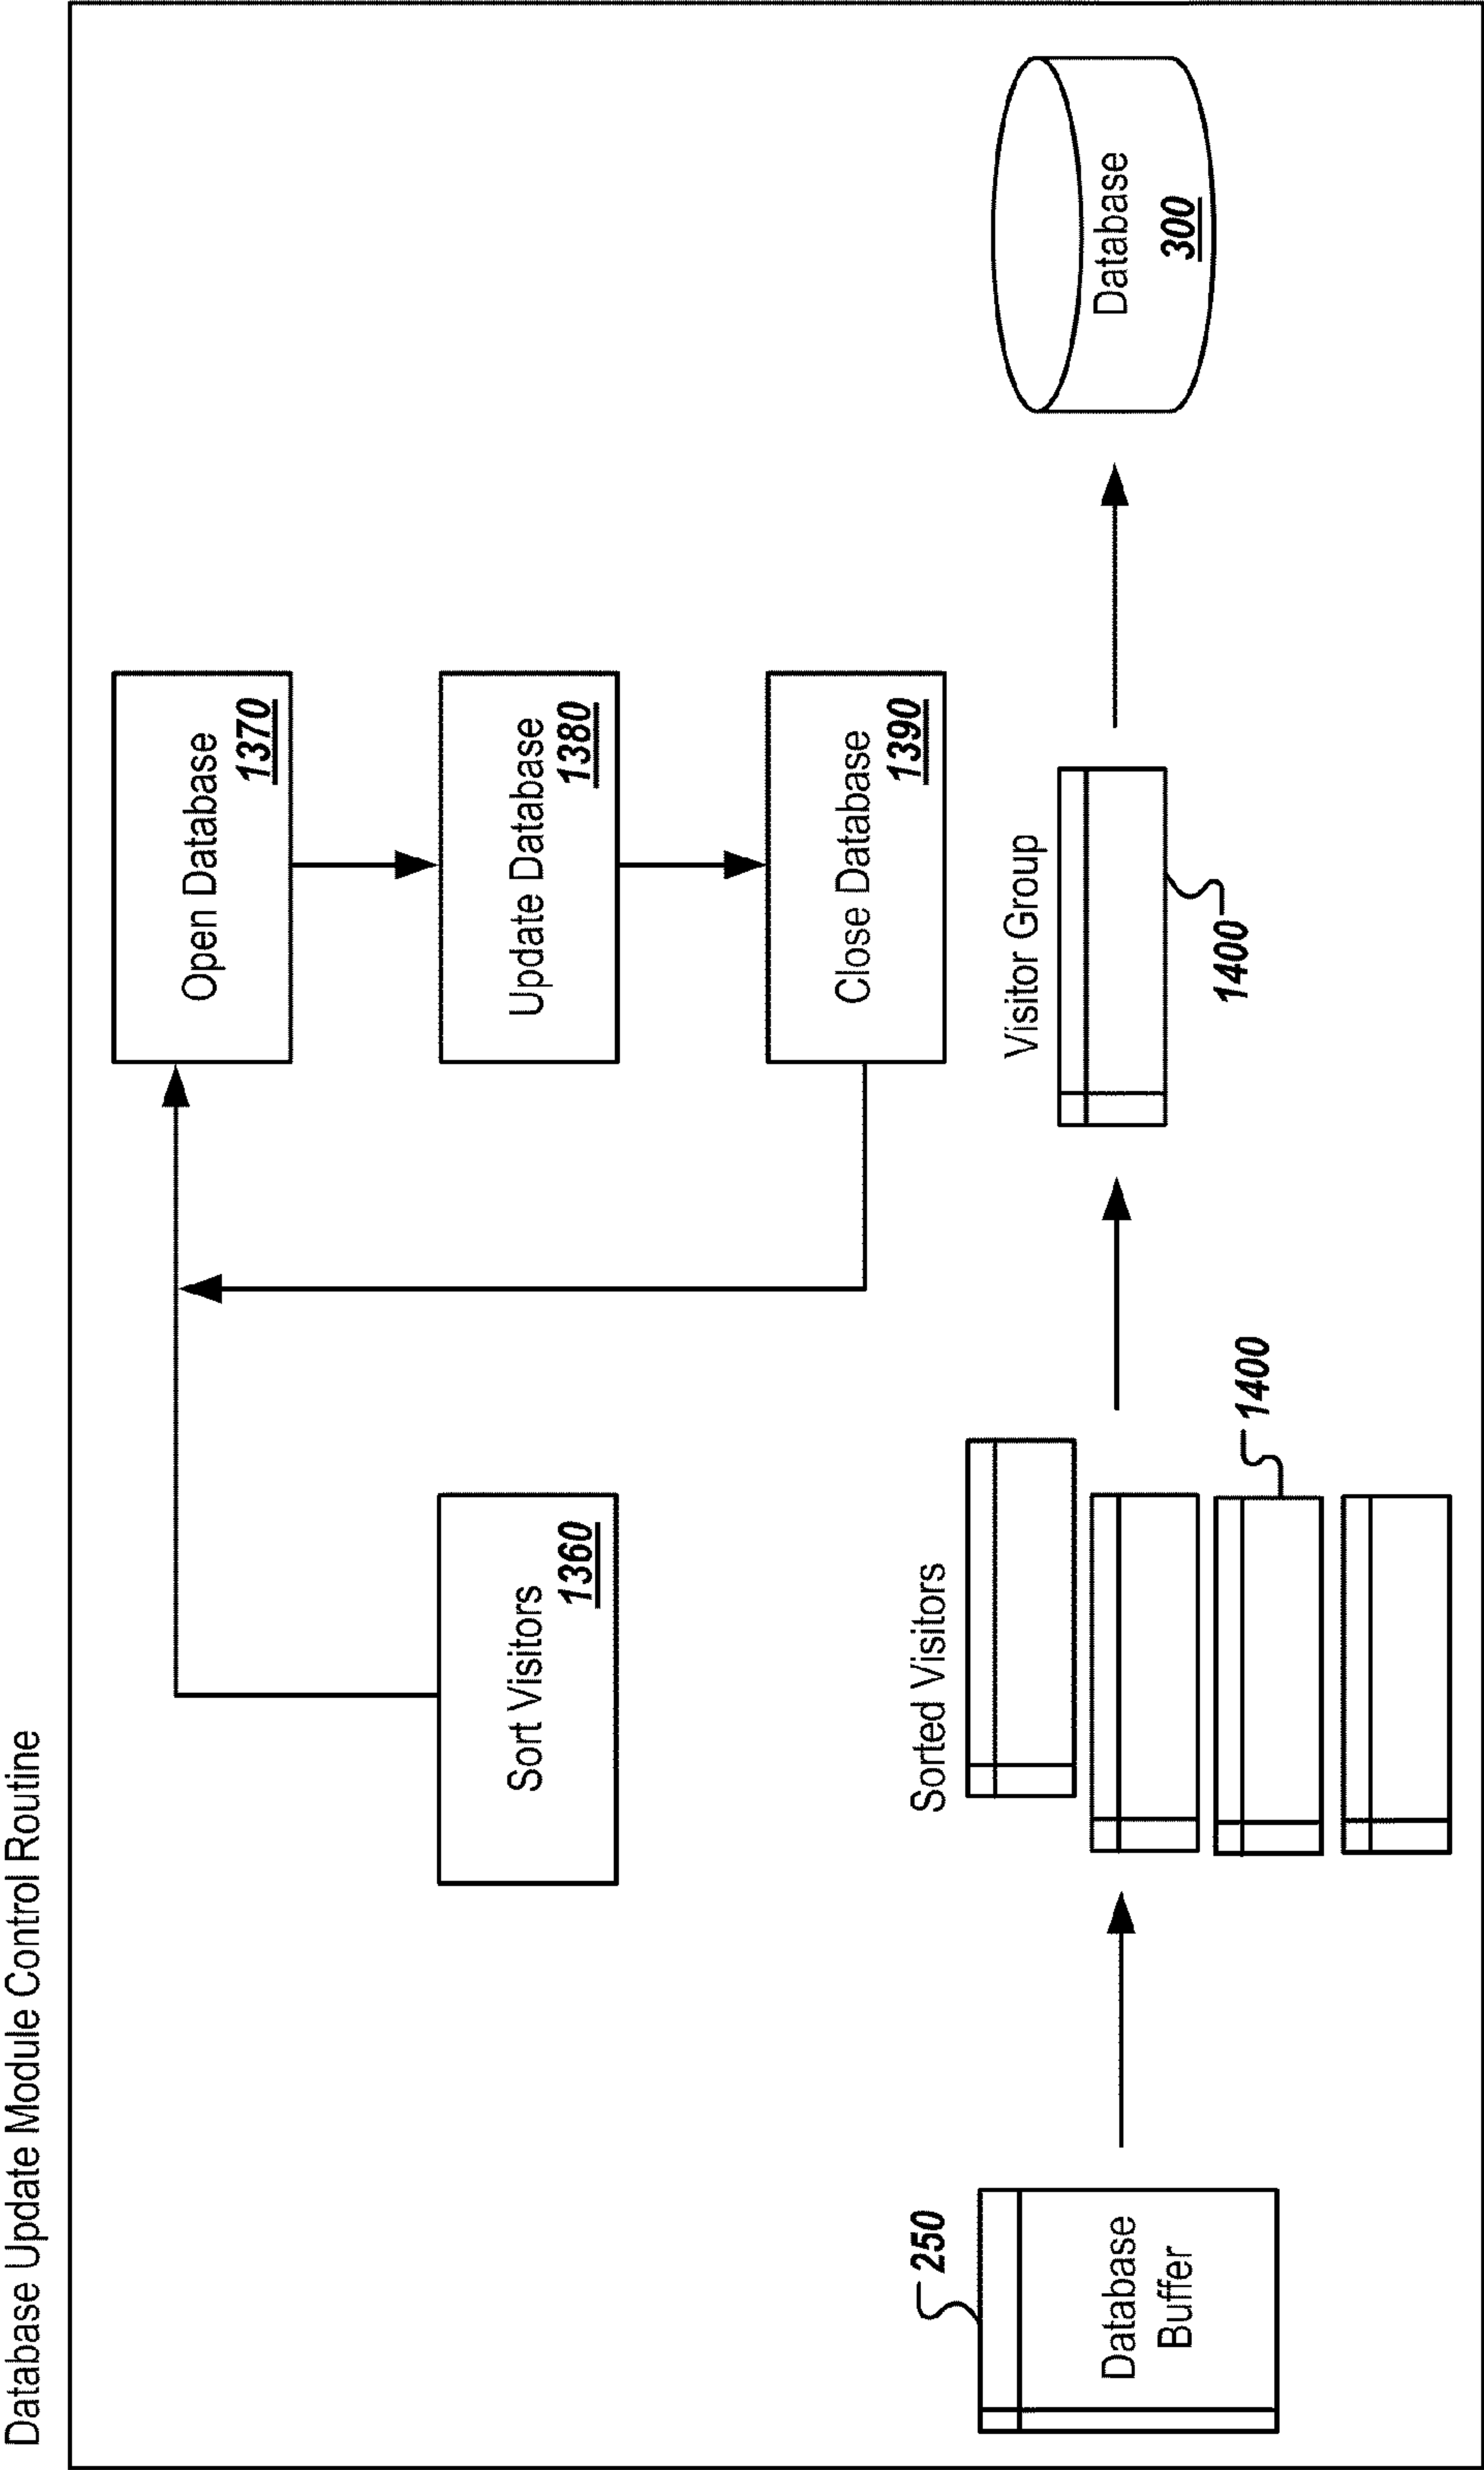 Database Update Module Control Routine
Sort Visitors
1360
Open Database
1370
Update Database
1380
Close Database
1390
250
Database
Buffer
Sorted Visitors
1400
Visitor Group
1400
Database
300